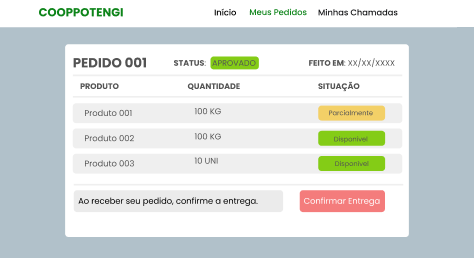 COOPPOTENGI Início Meus Pedidos Minhas Chamadas
PEDIDO 001 STATUS: APROVADO FEITO EM: XX/XX/XXXX
PRODUTO QUANTIDADE SITUAÇÃO
Produto 001 100 KG Parcialmente
Produto 002 100 KG Disponível
Produto 003 10 UNI Disponível
Ao receber seu pedido, confirme a entrega. Confirmar Entrega